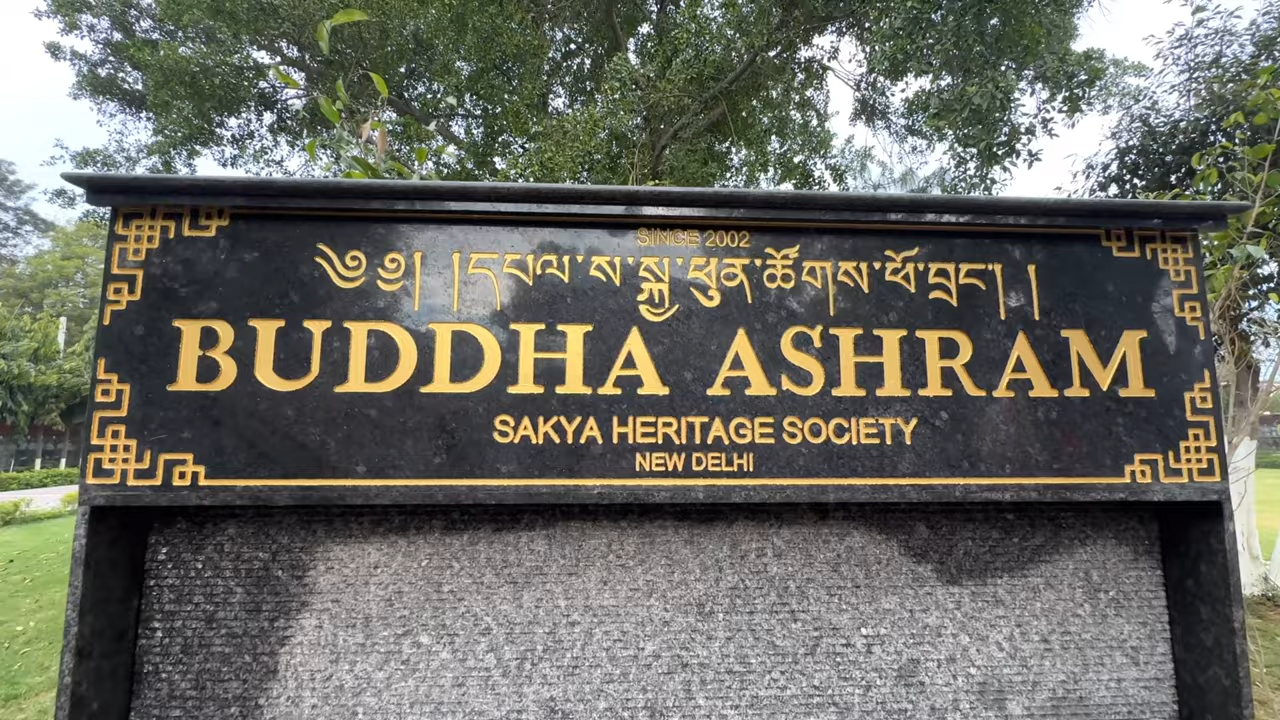 SINCE 2002
༄༅། །དཔལ་ས་སྐྱ་ཕུན་ཚོགས་ཕོ་བྲང་། །
BUDDHA ASHRAM
SAKYA HERITAGE SOCIETY
NEW DELHI